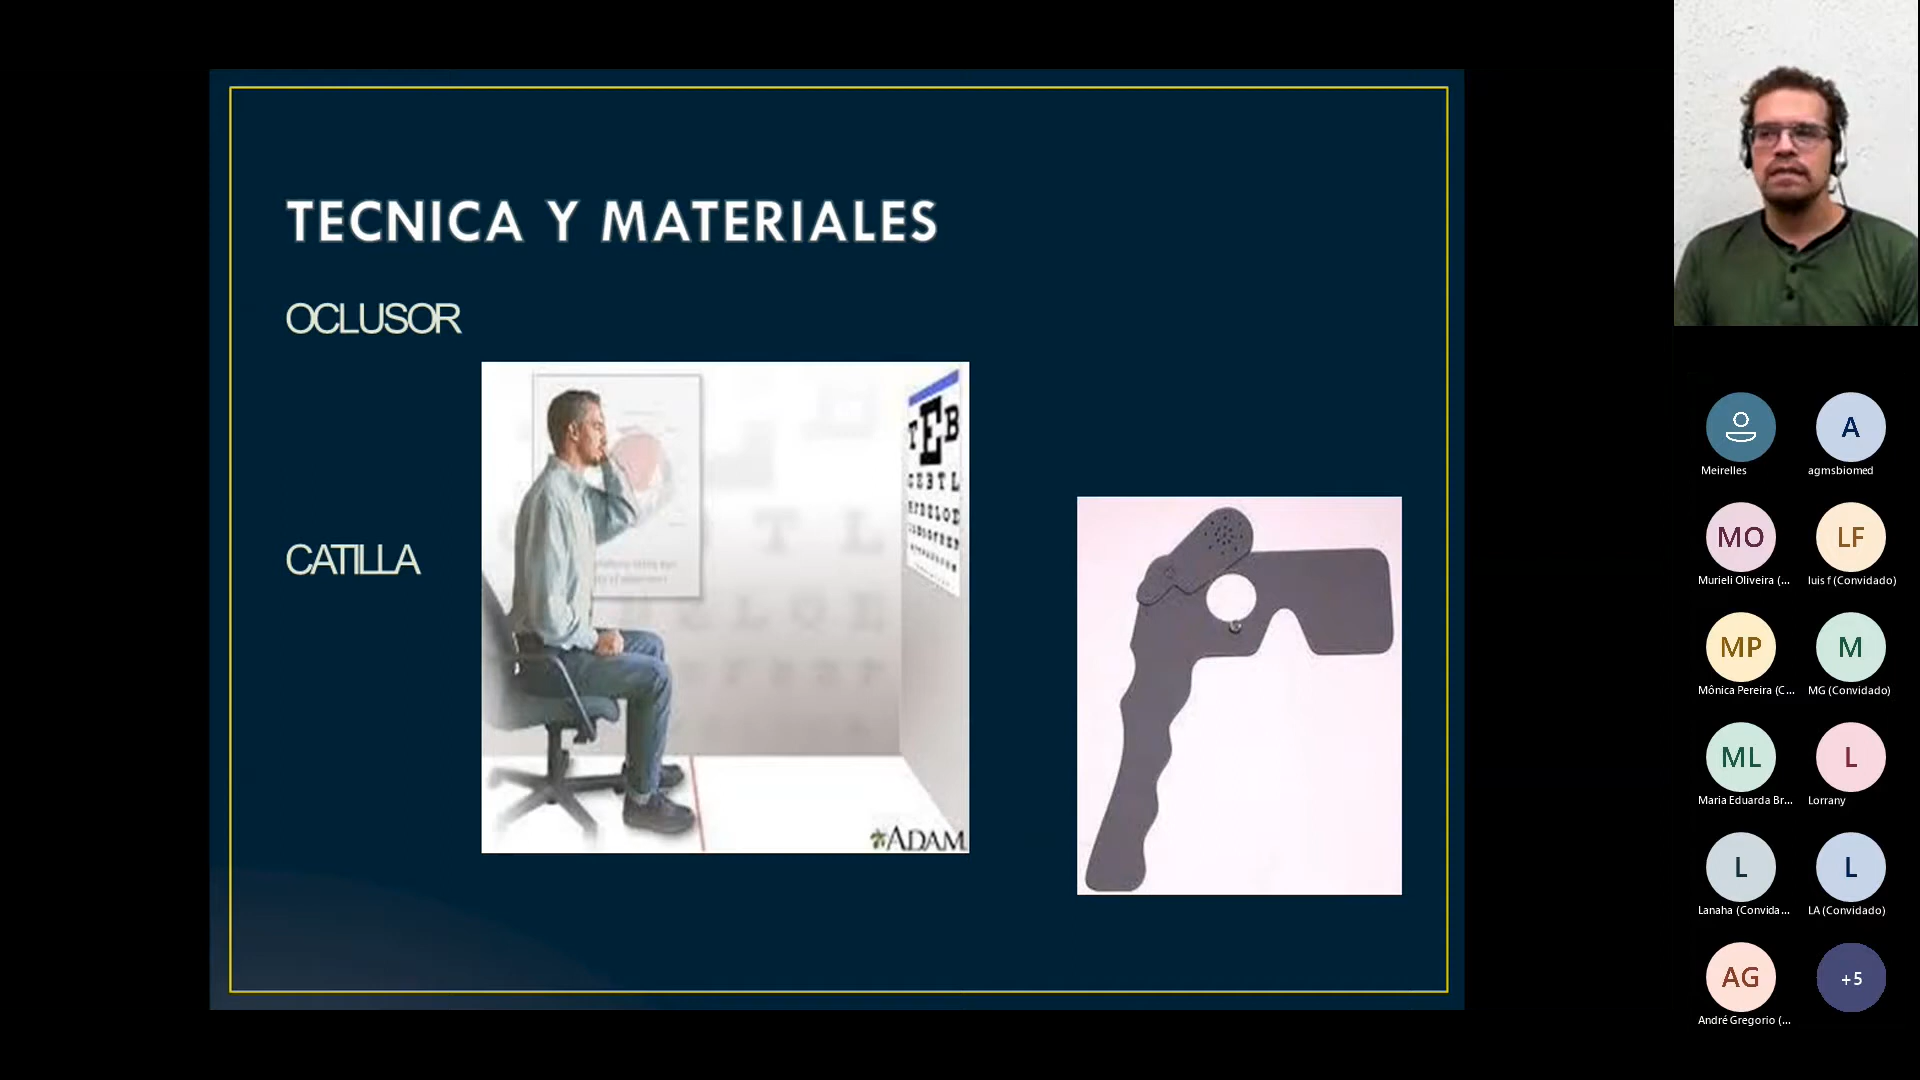 TECNICA Y MATERIALES
OCLUSOR
CATILLA
TEB
ADAM
Meirelles
A
agmsbiomed
MO
Murieli Oliveira (...
LF
luis f (Convidado)
MP
Mônica Pereira (C...
M
MG (Convidado)
ML
Maria Eduarda Br...
L
Lorrany
L
Lanaha (Convida...
L
LA (Convidado)
AG
André Gregorio (...
+5